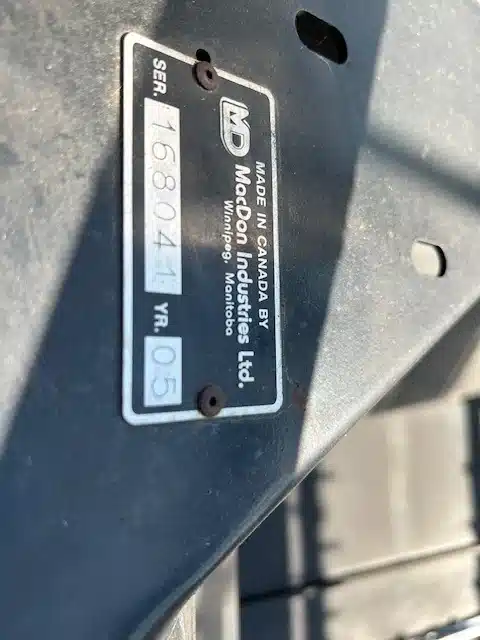 MD
MADE IN CANADA BY
MacDon Industries Ltd.
Winnipeg, Manitoba
SER. 168041 YR. 05